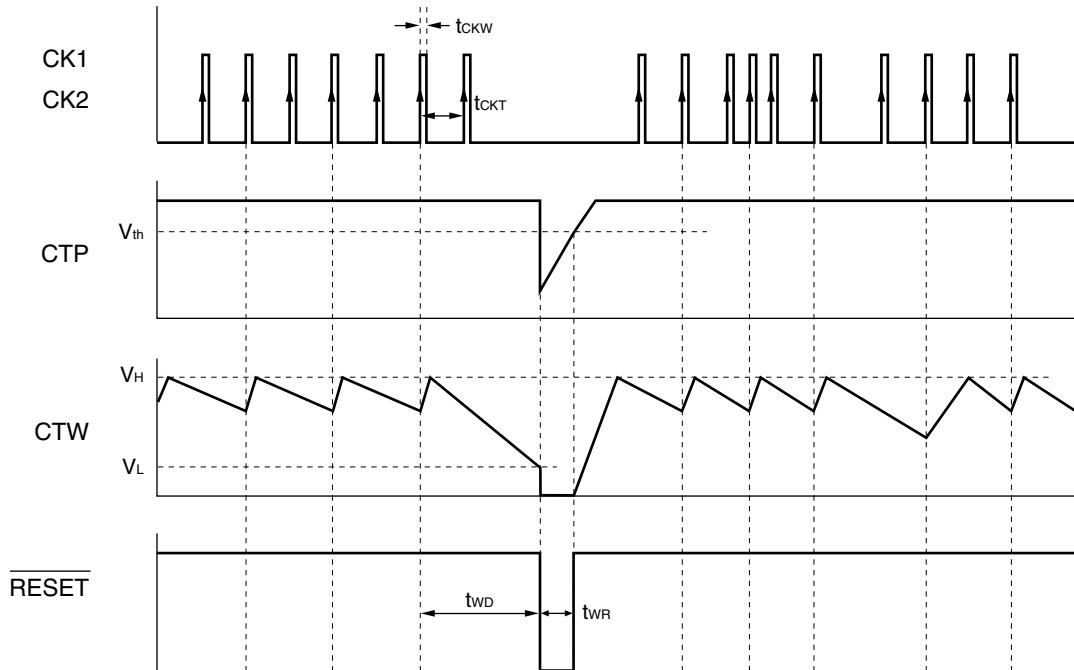 tCKW
CK1
CK2
tCKT
Vth
CTP
VH
CTW
VL
RESET
tWD
tWR